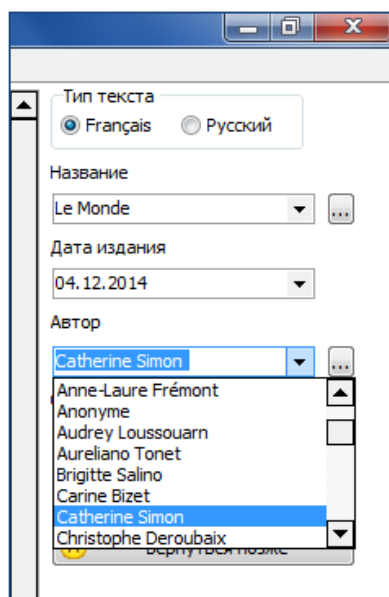 Тип текста
Français Русский
Название
Le Monde
...
Дата издания
04.12.2014
Автор
Catherine Simon
...
Anne-Laure Frémont
Anonyme
Audrey Loussouarn
Aureliano Tonet
Brigitte Salino
Carine Bizet
Catherine Simon
Christophe Deroubaix
позже